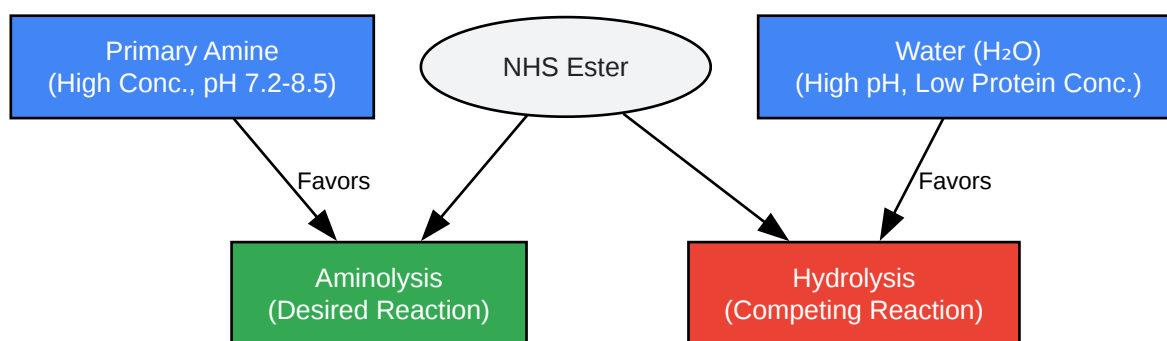 Primary Amine
(High Conc., pH 7.2-8.5)
NHS Ester
Water (H₂O)
(High pH, Low Protein Conc.)
Favors
Favors
Aminolysis
(Desired Reaction)
Hydrolysis
(Competing Reaction)